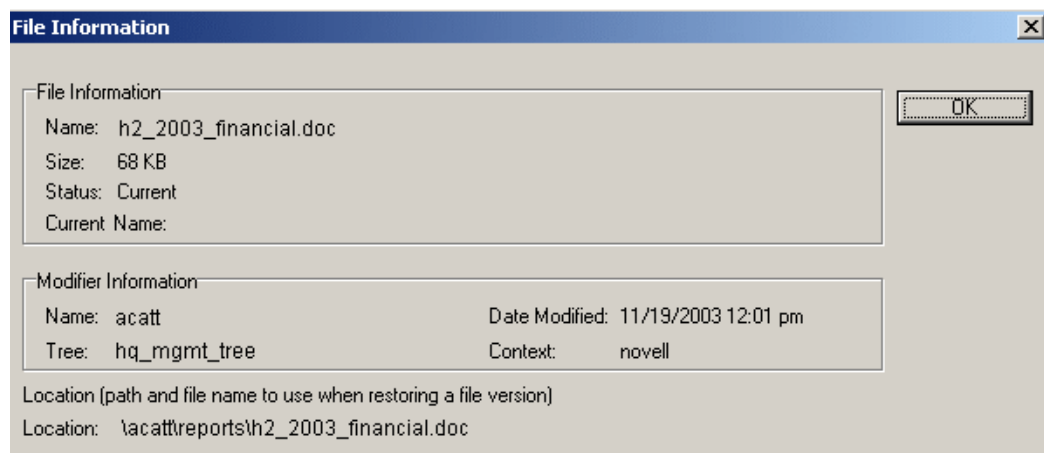 File Information
File Information
OK
Name: h2_2003_financial.doc
Size: 68 KB
Status: Current
Current Name:
Modifier Information
Name: acatt Date Modified: 11/19/2003 12:01 pm
Tree: hq_mgmt_tree Context: novell
Location (path and file name to use when restoring a file version)
Location: \acatt\reports\h2_2003_financial.doc